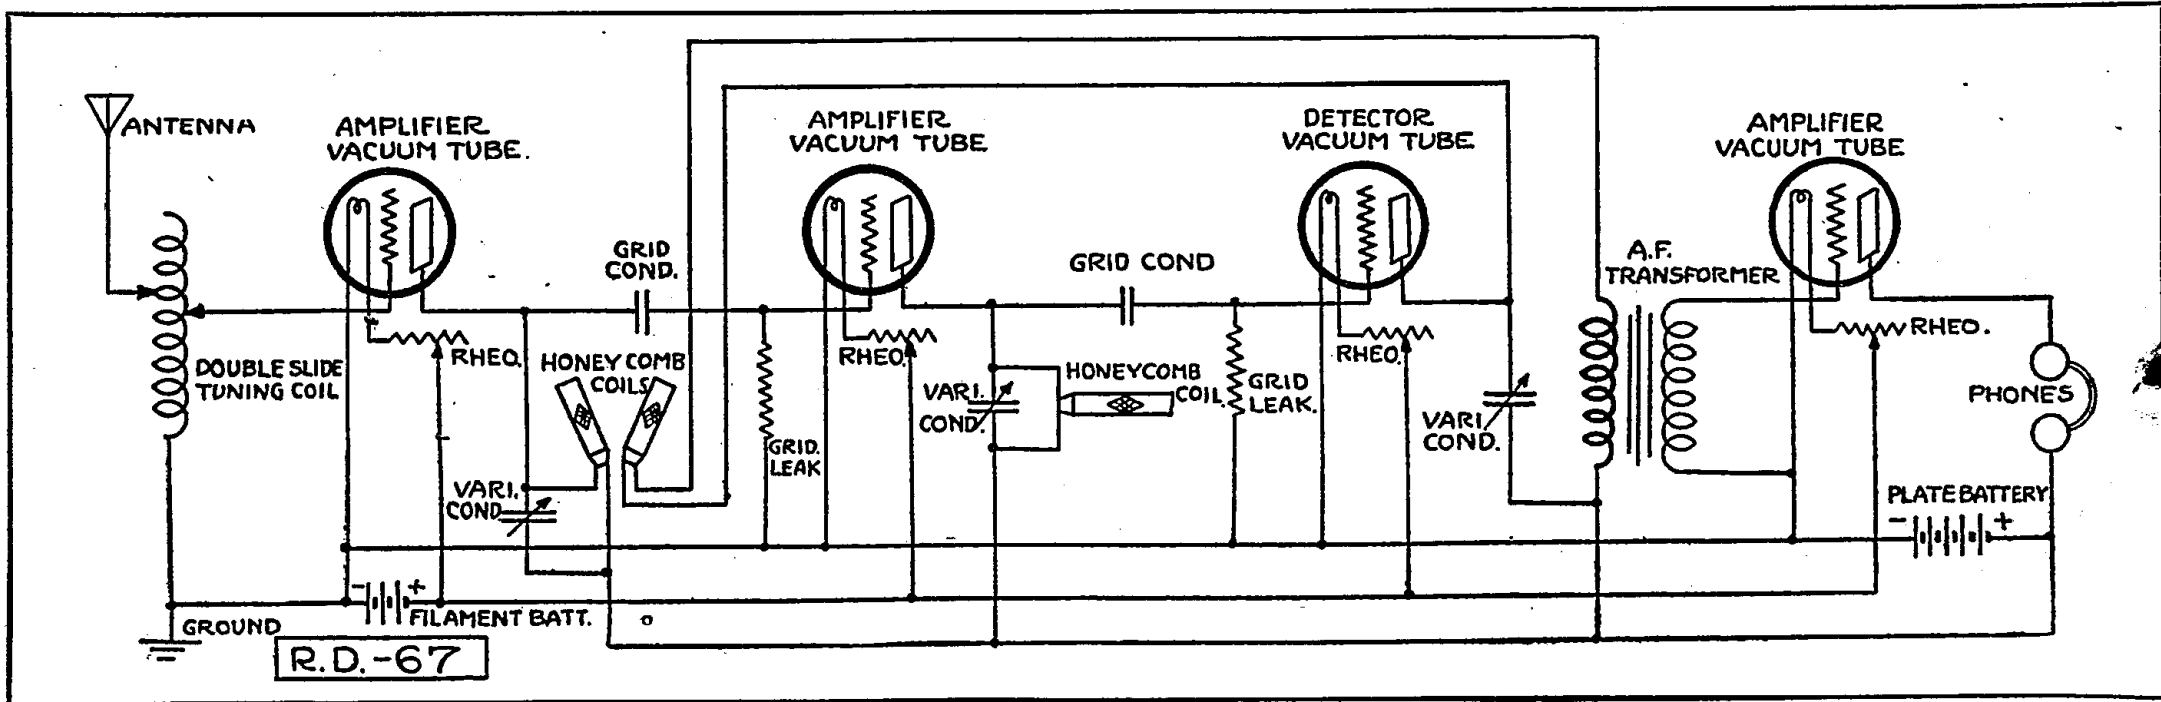 ANTENNA
AMPLIFIER
VACUUM TUBE.
AMPLIFIER
VACUUM TUBE
DETECTOR
VACUUM TUBE
AMPLIFIER
VACUUM TUBE
GRID
COND.
GRID COND
A.F.
TRANSFORMER
DOUBLE SLIDE
TUNING COIL
RHEO.
HONEY COMB
COILS
RHEO.
VARI.
COND.
HONEYCOMB
COIL.
GRID
LEAK.
RHEO.
VARI.
COND.
RHEO.
PHONES
GRID.
LEAK
VARI.
COND
PLATE BATTERY
- +
- +
FILAMENT BATT.
GROUND
R.D.-67